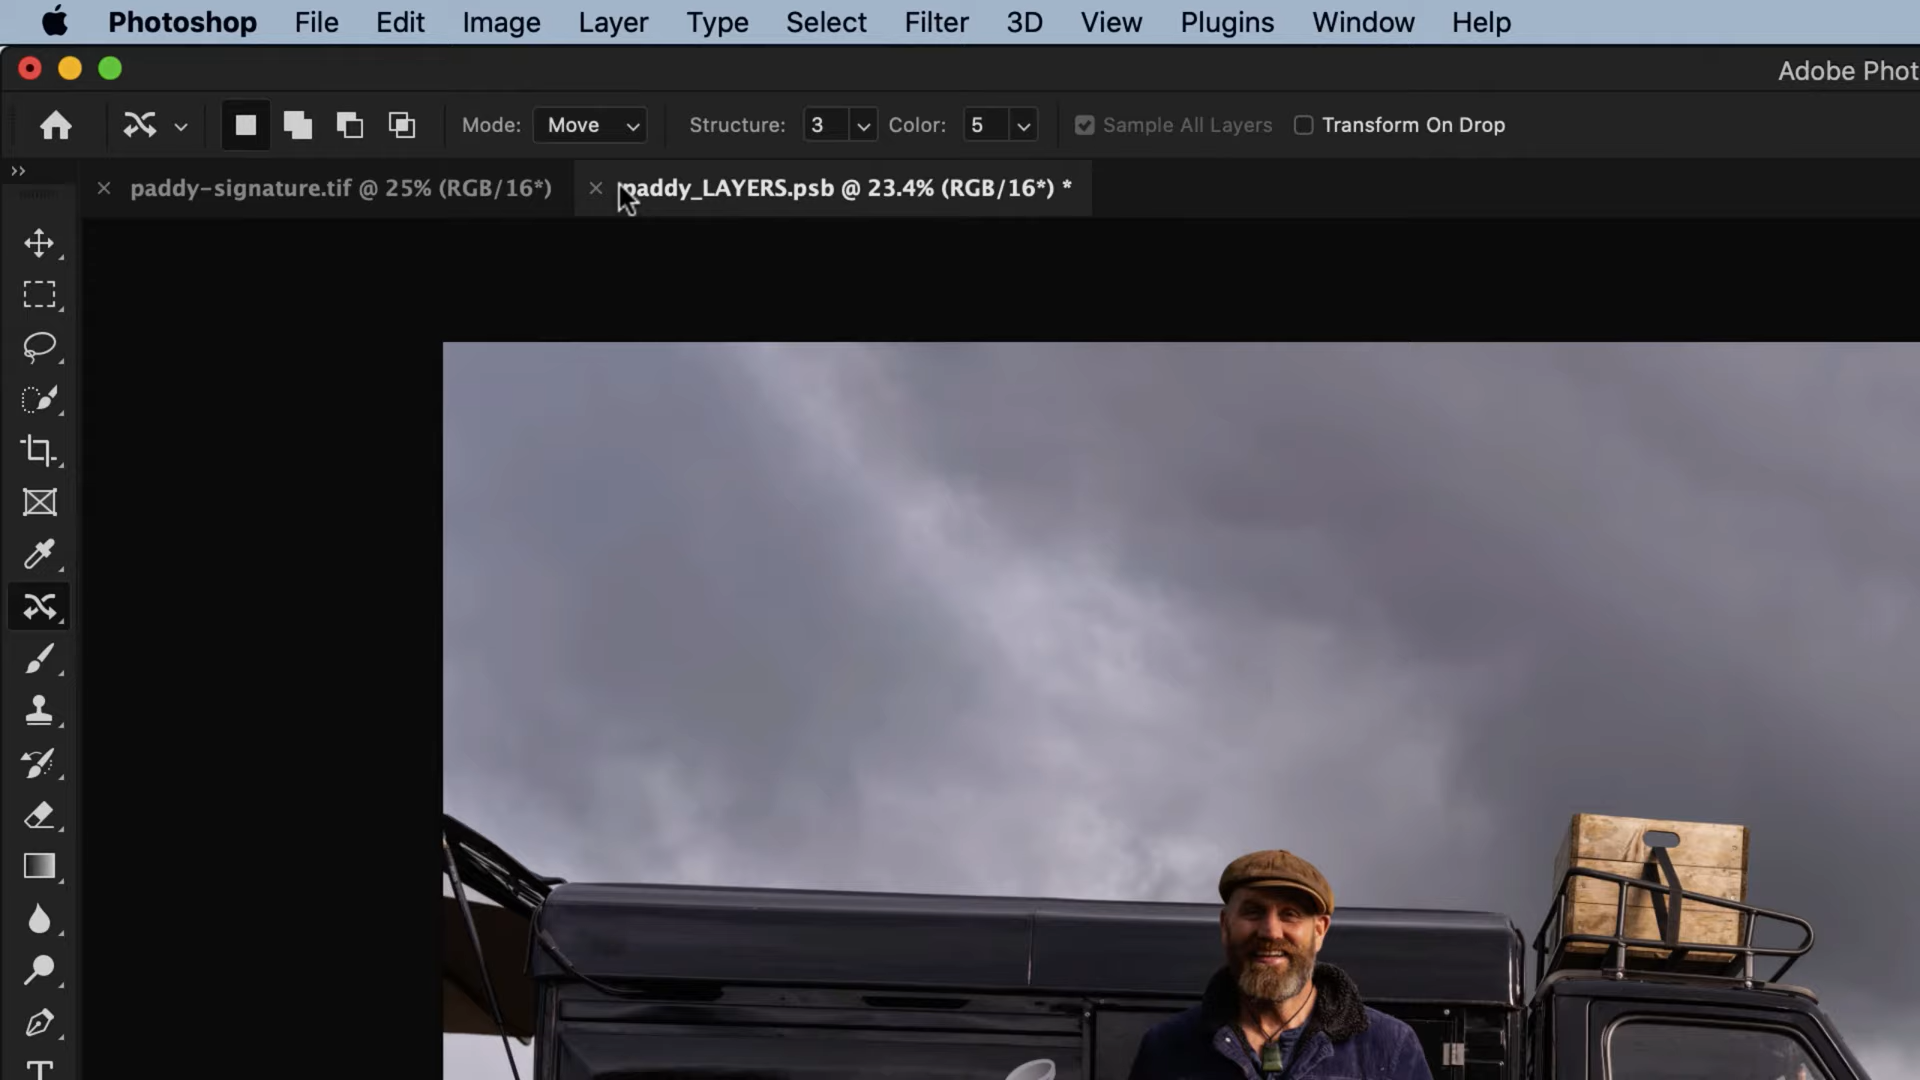 Photoshop File Edit Image Layer Type Select Filter 3D View Plugins Window Help
Adobe Phot
Mode: Move Structure: 3 Color: 5 Sample All Layers Transform On Drop
paddy-signature.tif @ 25% (RGB/16*) paddy_LAYERS.psb @ 23.4% (RGB/16*) *